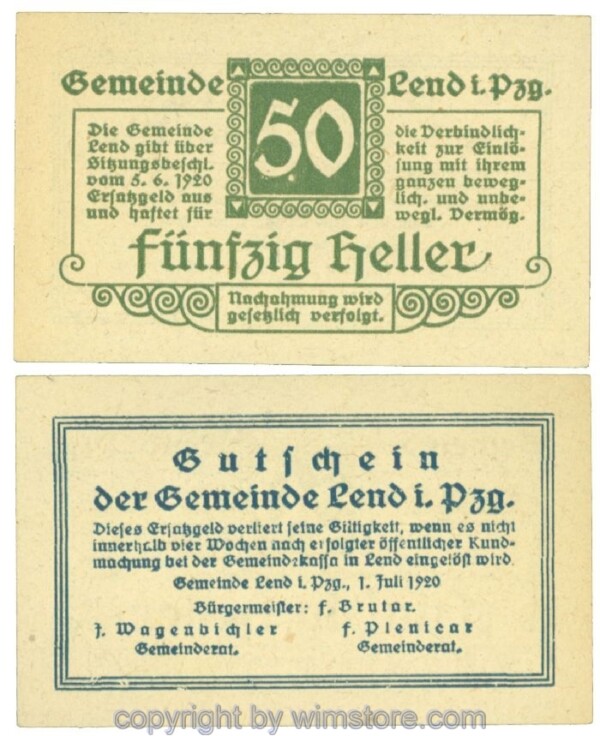 Gemeinde 50 Lend i. Pzg.
Die Gemeinde
Lend gibt über
Sitzungsbeschl.
vom 5. 6. 1920
Ersatzgeld aus
und haftet für
die Verbindlich-
keit zur Einlö-
sung mit ihrem
ganzen beweg-
lich. und unbe-
wegl. Vermög.
Fünfzig Heller
Nachahmung wird
gesetzlich verfolgt.
Gutschein
der Gemeinde Lend i. Pzg.
Dieses Ersatzgeld verliert seine Giltigkeit, wenn es nicht
innerhalb vier Wochen nach erfolgter öffentlicher Kund-
machung bei der Gemeindekassa in Lend eingelöst wird.
Gemeinde Lend i. Pzg., 1. Juli 1920
Bürgermeister: F. Brutar.
J. Wagenbichler F. Plenicar
Gemeinderat. Gemeinderat.
copyright by wimstore.com